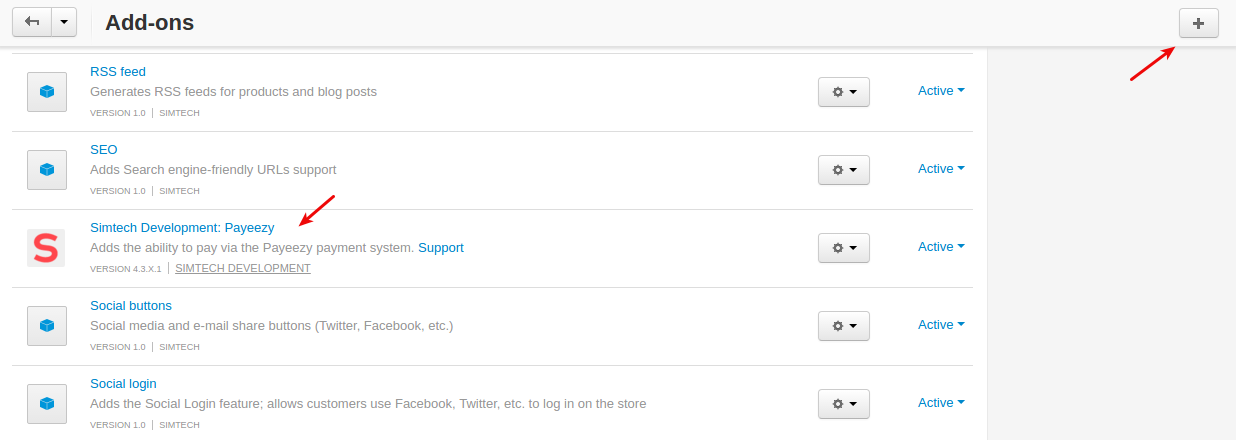 Add-ons
RSS feed
Generates RSS feeds for products and blog posts
VERSION 1.0 | SIMTECH
Active
SEO
Adds Search engine-friendly URLs support
VERSION 1.0 | SIMTECH
Active
S
Simtech Development: Payeezy
Adds the ability to pay via the Payeezy payment system. Support
VERSION 4.3.X.1 | SIMTECH DEVELOPMENT
Active
Social buttons
Social media and e-mail share buttons (Twitter, Facebook, etc.)
VERSION 1.0 | SIMTECH
Active
Social login
Adds the Social Login feature; allows customers use Facebook, Twitter, etc. to log in on the store
VERSION 1.0 | SIMTECH
Active